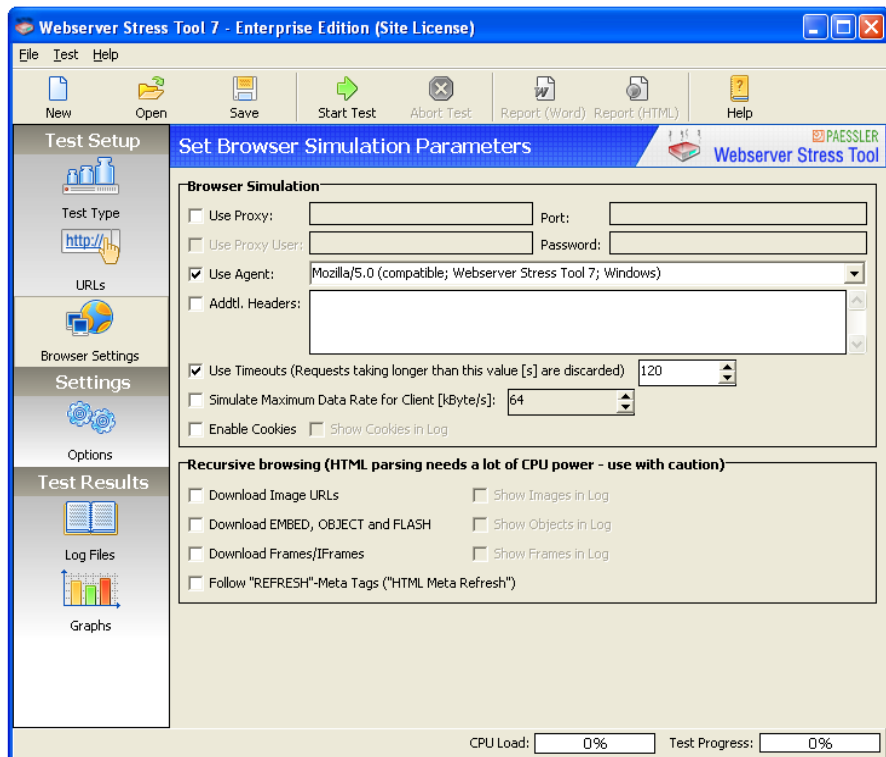 Webserver Stress Tool 7 - Enterprise Edition (Site License)
File Test Help
New Open Save Start Test Abort Test Report (Word) Report (HTML) Help
Test Setup
Test Type
http://
URLs
Browser Settings
Settings
Options
Test Results
Log Files
Graphs
Set Browser Simulation Parameters
PAESSLER
Webserver Stress Tool
Browser Simulation
Use Proxy: Port:
Use Proxy User: Password:
Use Agent: Mozilla/5.0 (compatible; Webserver Stress Tool 7; Windows)
Addtl. Headers:
Use Timeouts (Requests taking longer than this value [s] are discarded) 120
Simulate Maximum Data Rate for Client [kByte/s]: 64
Enable Cookies Show Cookies in Log
Recursive browsing (HTML parsing needs a lot of CPU power - use with caution)
Download Image URLs Show Images in Log
Download EMBED, OBJECT and FLASH Show Objects in Log
Download Frames/IFrames Show Frames in Log
Follow "REFRESH"-Meta Tags ("HTML Meta Refresh")
CPU Load: 0% Test Progress: 0%